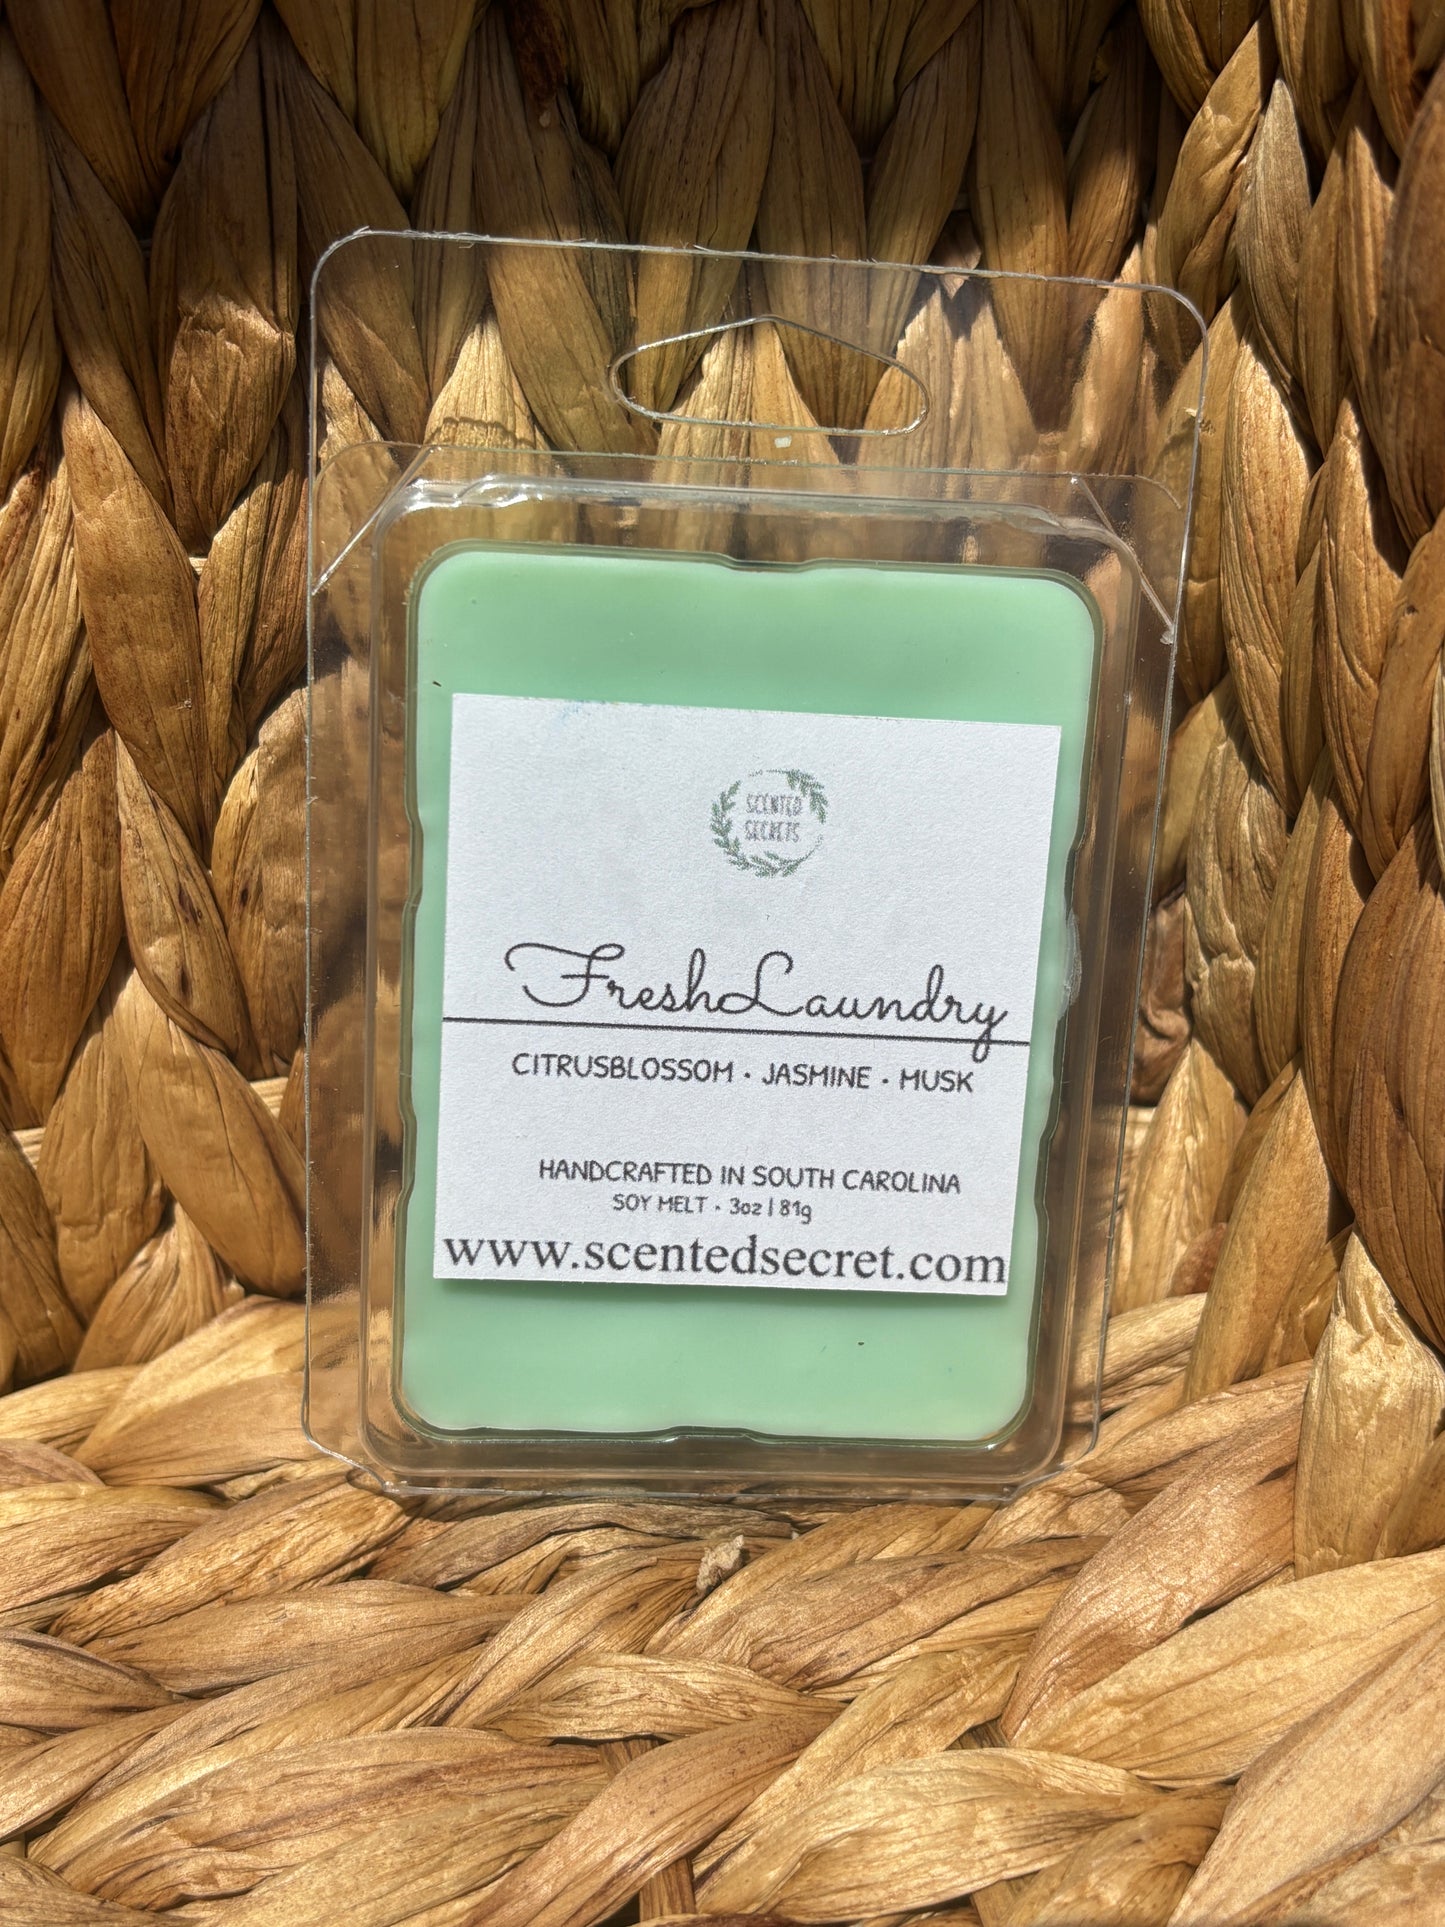 SCENTED
SECRETS
FreshLaundry
CITRUSBLOSSOM • JASMINE • MUSK
HANDCRAFTED IN SOUTH CAROLINA
SOY MELT • 3oz | 81g
www.scentedsecret.com